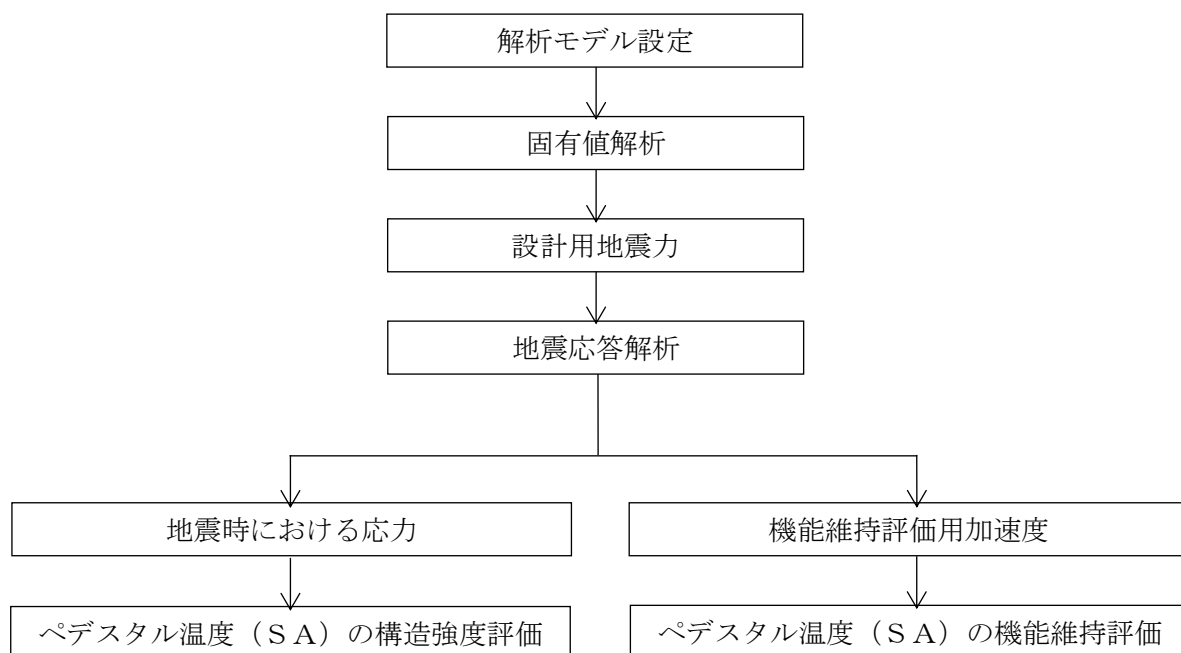 解析モデル設定
固有値解析
設計用地震力
地震応答解析
地震時における応力
機能維持評価用加速度
ペデスタル温度（ＳＡ）の構造強度評価
ペデスタル温度（ＳＡ）の機能維持評価